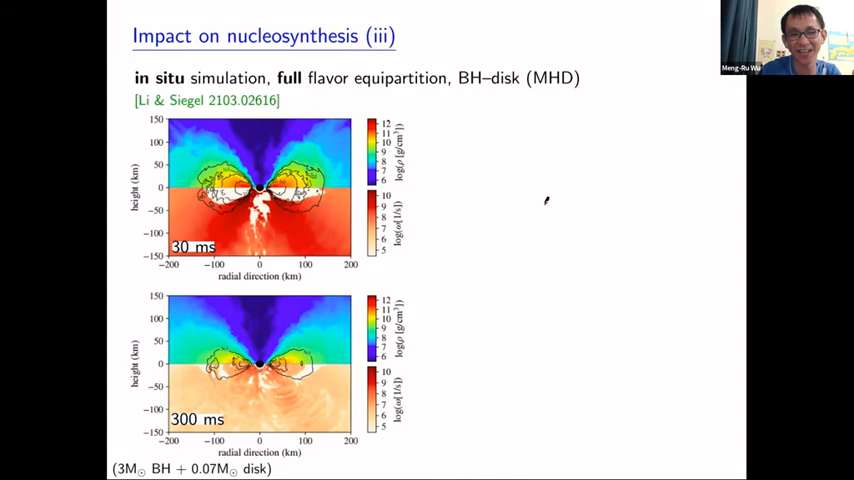 Impact on nucleosynthesis (iii)
in situ simulation, full flavor equipartition, BH–disk (MHD)
[Li & Siegel 2103.02616]
Meng-Ru Wu
150
100
50
0
−50
−100
−150
height (km)
30 ms
−200 −100 0 100 200
radial direction (km)
12
11
10
9
8
7
6
log(ρ [g/cm³])
10
9
8
7
6
5
log(ω[1/s])
150
100
50
0
−50
−100
−150
height (km)
300 ms
−200 −100 0 100 200
radial direction (km)
12
11
10
9
8
7
6
log(ρ [g/cm³])
10
9
8
7
6
5
log(ω[1/s])
(3M☉ BH + 0.07M☉ disk)